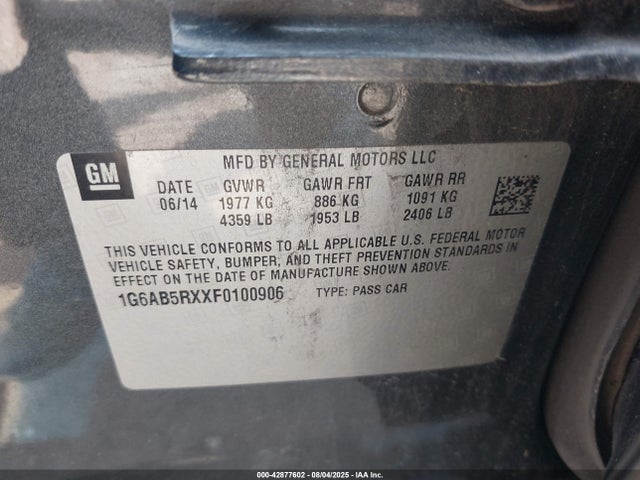 GM
MFD BY GENERAL MOTORS LLC
DATE GVWR GAWR FRT GAWR RR
06/14 1977 KG 886 KG 1091 KG
4359 LB 1953 LB 2406 LB
THIS VEHICLE CONFORMS TO ALL APPLICABLE U.S. FEDERAL MOTOR
VEHICLE SAFETY, BUMPER, AND THEFT PREVENTION STANDARDS IN
EFFECT ON THE DATE OF MANUFACTURE SHOWN ABOVE.
1G6AB5RXXF0100906 TYPE: PASS CAR
000-42877602 - 08/04/2025 - IAA Inc.